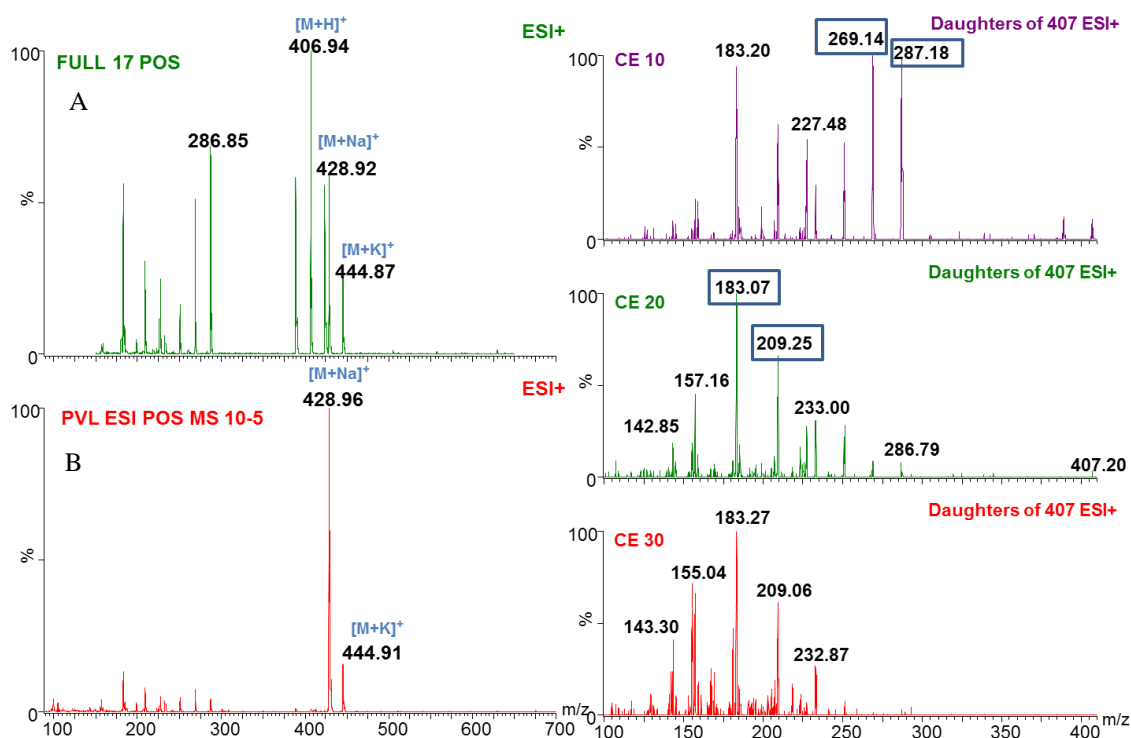 [M+H]+
406.94
ESI+
100
FULL 17 POS
A
286.85
[M+Na]+
428.92
[M+K]+
444.87
%
0
[M+Na]+
428.96
ESI+
100
PVL ESI POS MS 10-5
B
[M+K]+
444.91
%
0
100 200 300 400 500 600 700
m/z
Daughters of 407 ESI+
CE 10
100
183.20
269.14
287.18
227.48
%
0
Daughters of 407 ESI+
CE 20
100
183.07
209.25
157.16
142.85
233.00
286.79
407.20
%
0
Daughters of 407 ESI+
CE 30
100
183.27
155.04
209.06
143.30
232.87
%
0
100 150 200 250 300 350 400
m/z